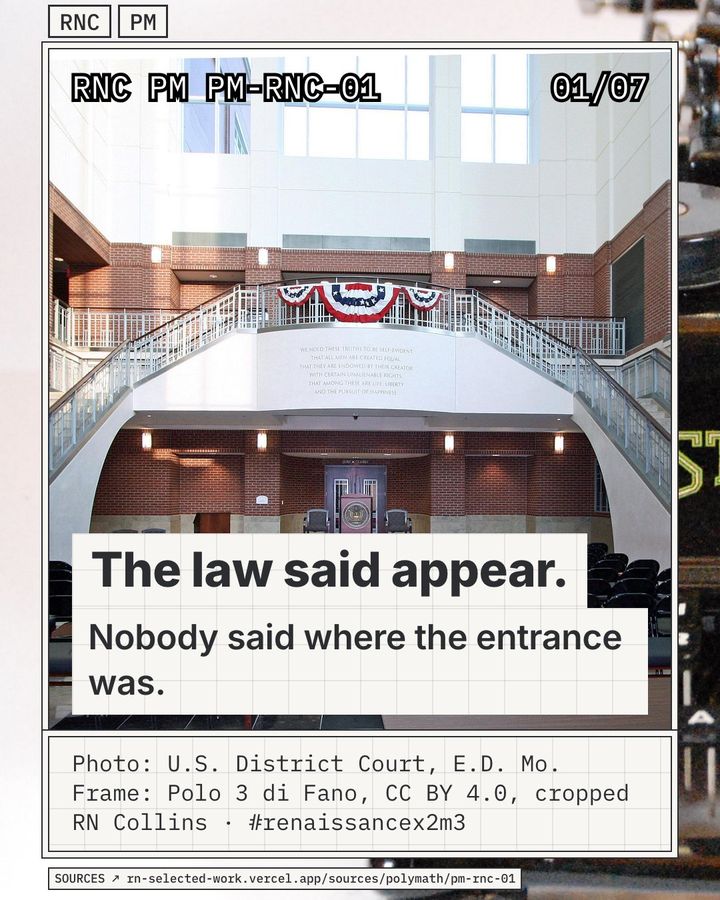 RNC PM
RNC PM PM-RNC-01 01/07
WE HOLD THESE TRUTHS TO BE SELF-EVIDENT
THAT ALL MEN ARE CREATED EQUAL
THAT THEY ARE ENDOWED BY THEIR CREATOR
WITH CERTAIN UNALIENABLE RIGHTS
THAT AMONG THESE ARE LIFE, LIBERTY
AND THE PURSUIT OF HAPPINESS
The law said appear.
Nobody said where the entrance
was.
Photo: U.S. District Court, E.D. Mo.
Frame: Polo 3 di Fano, CC BY 4.0, cropped
RN Collins · #renaissancex2m3
SOURCES ↗ rn-selected-work.vercel.app/sources/polymath/pm-rnc-01